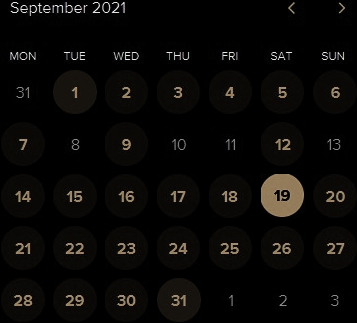 September 2021
MON TUE WED THU FRI SAT SUN
31 1 2 3 4 5 6
7 8 9 10 11 12 13
14 15 16 17 18 19 20
21 22 23 24 25 26 27
28 29 30 31 1 2 3